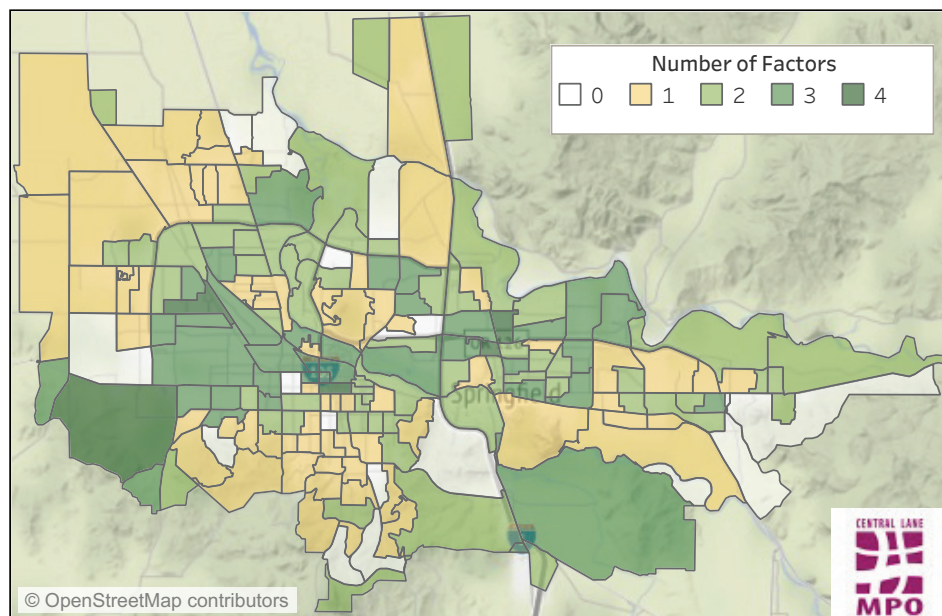 Number of Factors
0 1 2 3 4
Springfield
© OpenStreetMap contributors
CENTRAL LANE
MPO